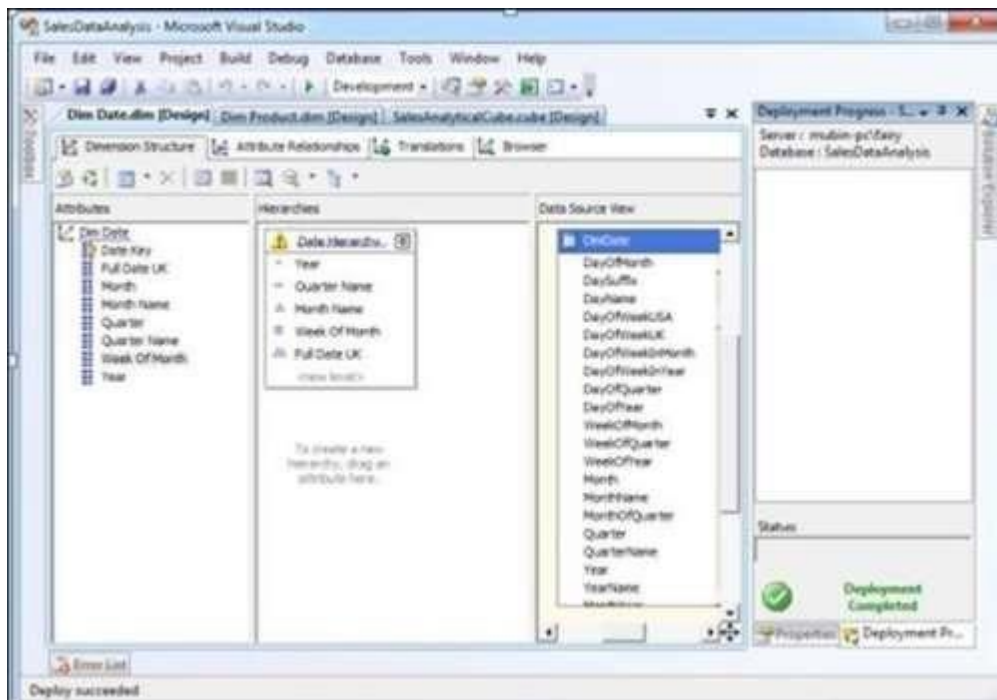 SalesDataAnalysis - Microsoft Visual Studio
File Edit View Project Build Debug Database Tools Window Help
Development
Dim Date.dim [Design] Dim Product.dim [Design] SalesAnalyticalCube.cube [Design]
Dimension Structure Attribute Relationships Translations Browser
Attributes
Dim Date
Date Key
Full Date UK
Month
Month Name
Quarter
Quarter Name
Week Of Month
Year
Hierarchies
Date Hierarchy..
Year
Quarter Name
Month Name
Week Of Month
Full Date UK
<new level>
To create a new
hierarchy, drag an
attribute here.
Data Source View
DimDate
DayOfMonth
DaySuffix
DayName
DayOfWeekUSA
DayOfWeekUK
DayOfWeekInMonth
DayOfWeekInYear
DayOfQuarter
DayOfYear
WeekOfMonth
WeekOfQuarter
WeekOfYear
Month
MonthName
MonthOfQuarter
Quarter
QuarterName
Year
YearName
Deployment Progress - S...
Server : mubin-pc\fairy
Database : SalesDataAnalysis
Status
Deployment
Completed
Properties Deployment Pr...
Toolbox
Solution Explorer
Error List
Deploy succeeded